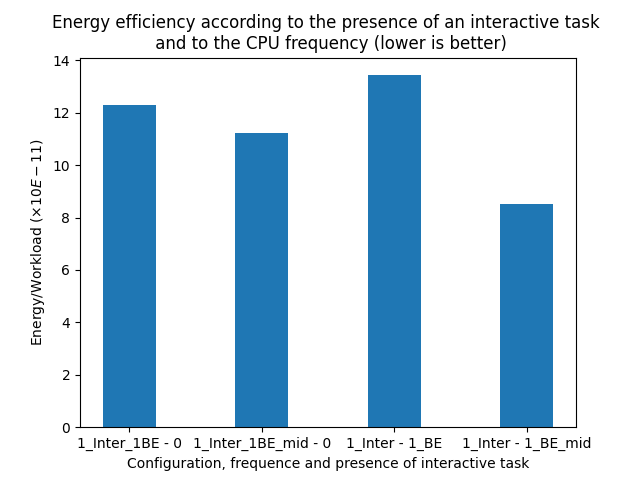 Energy efficiency according to the presence of an interactive task
and to the CPU frequency (lower is better)
Energy/Workload (×10E − 11)
14
12
10
8
6
4
2
0
1_Inter_1BE - 0 1_Inter_1BE_mid - 0 1_Inter - 1_BE 1_Inter - 1_BE_mid
Configuration, frequence and presence of interactive task